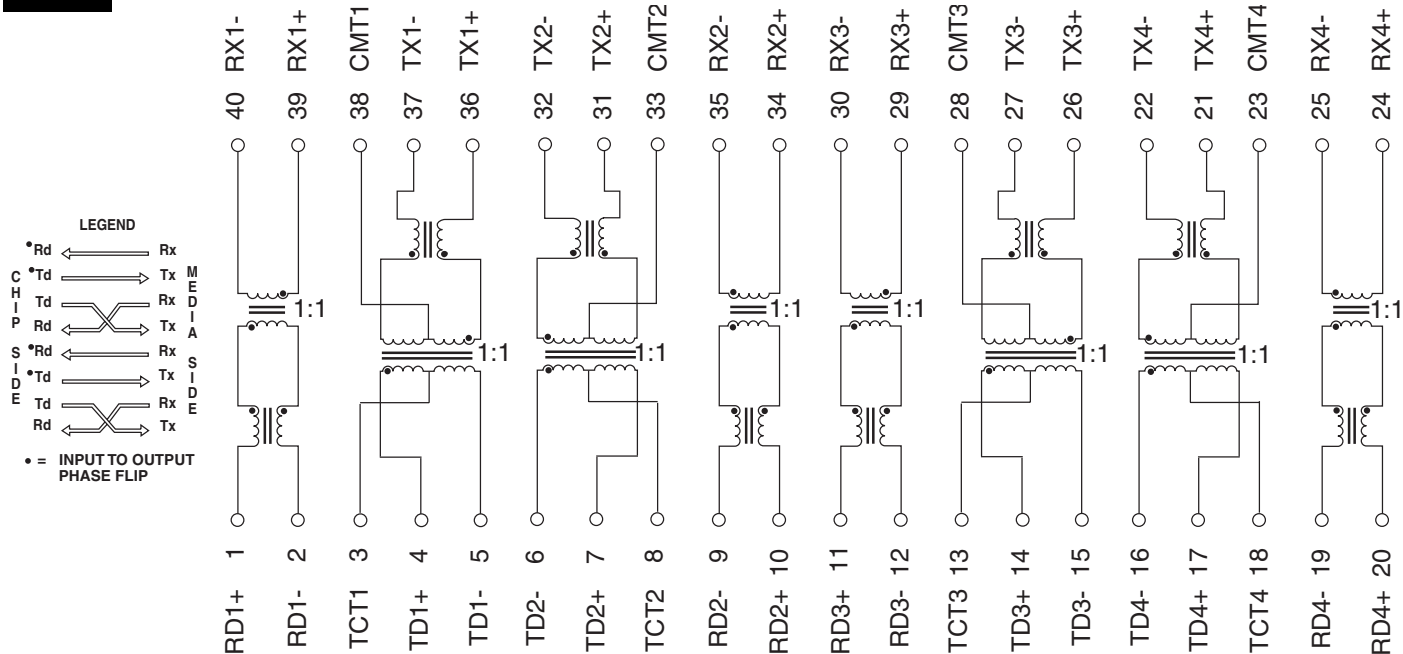 RX1- RX1+ CMT1 TX1- TX1+ TX2- TX2+ CMT2 RX2- RX2+ RX3- RX3+ CMT3 TX3- TX3+ TX4- TX4+ CMT4 RX4- RX4+
40 39 38 37 36 32 31 33 35 34 30 29 28 27 26 22 21 23 25 24
LEGEND
•Rd Rx
•Td Tx
Td Rx
Rd Tx
•Rd Rx
•Td Tx
Td Rx
Rd Tx
CHIP SIDE
MEDIA SIDE
• = INPUT TO OUTPUT
PHASE FLIP
1:1 1:1 1:1 1:1 1:1 1:1 1:1 1:1
1 2 3 4 5 6 7 8 9 10 11 12 13 14 15 16 17 18 19 20
RD1+ RD1- TCT1 TD1+ TD1- TD2- TD2+ TCT2 RD2- RD2+ RD3+ RD3- TCT3 TD3+ TD3- TD4- TD4+ TCT4 RD4- RD4+